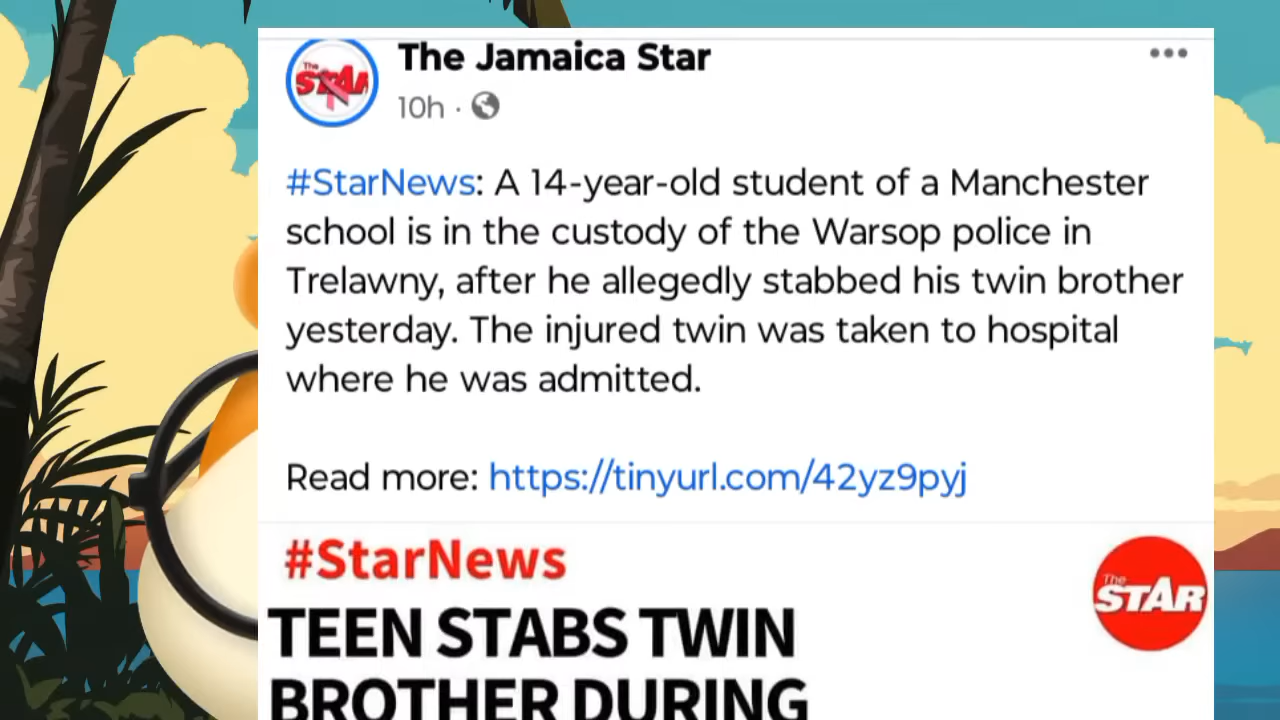 The STAR
The Jamaica Star
10h ·
#StarNews: A 14-year-old student of a Manchester
school is in the custody of the Warsop police in
Trelawny, after he allegedly stabbed his twin brother
yesterday. The injured twin was taken to hospital
where he was admitted.
Read more: https://tinyurl.com/42yz9pyj
#StarNews
The STAR
TEEN STABS TWIN
BROTHER DURING